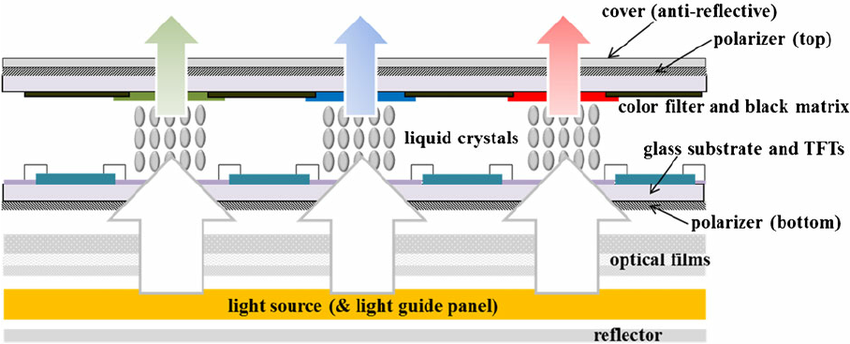 cover (anti-reflective)
polarizer (top)
color filter and black matrix
liquid crystals
glass substrate and TFTs
polarizer (bottom)
optical films
light source (& light guide panel)
reflector